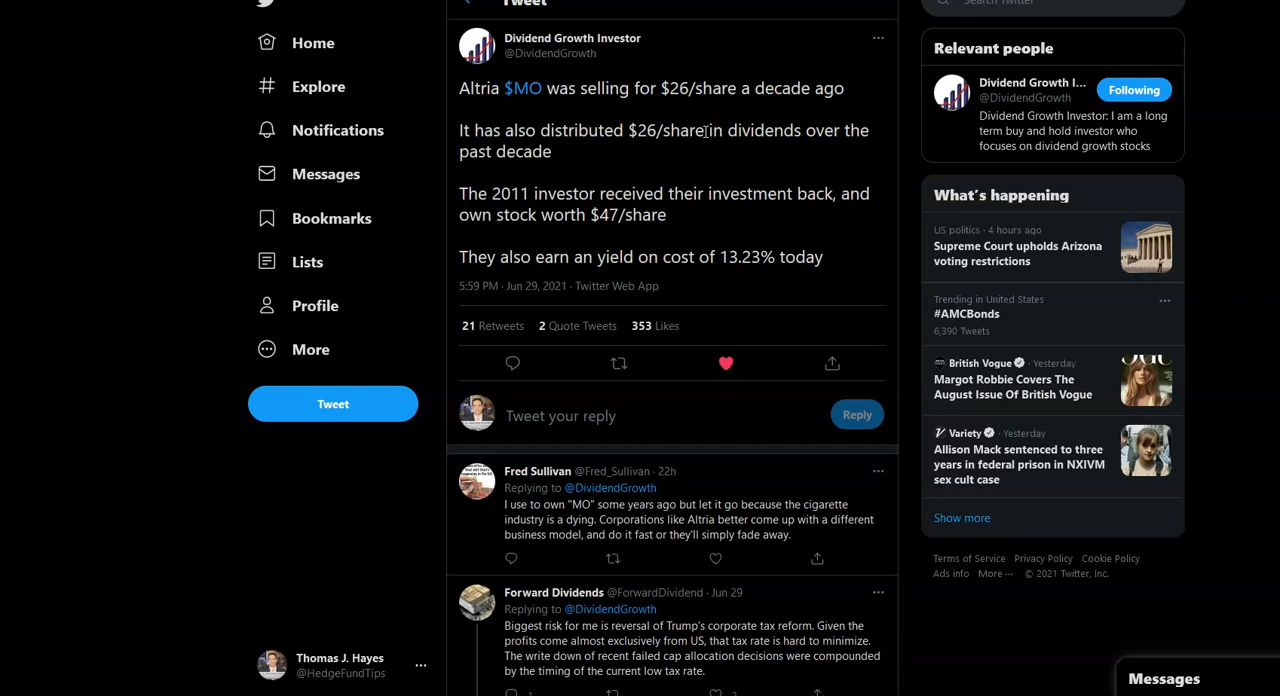 Tweet
Search Twitter
Home
Explore
Notifications
Messages
Bookmarks
Lists
Profile
More
Tweet
Thomas J. Hayes
@HedgeFundTips
Dividend Growth Investor
@DividendGrowth
Altria $MO was selling for $26/share a decade ago
It has also distributed $26/share in dividends over the
past decade
The 2011 investor received their investment back, and
own stock worth $47/share
They also earn an yield on cost of 13.23% today
5:59 PM · Jun 29, 2021 · Twitter Web App
21 Retweets 2 Quote Tweets 353 Likes
Tweet your reply
Reply
Fred Sullivan @Fred_Sullivan · 22h
Replying to @DividendGrowth
I use to own "MO" some years ago but let it go because the cigarette
industry is a dying. Corporations like Altria better come up with a different
business model, and do it fast or they'll simply fade away.
Forward Dividends @ForwardDividend · Jun 29
Replying to @DividendGrowth
Biggest risk for me is reversal of Trump's corporate tax reform. Given the
profits come almost exclusively from US, that tax rate is hard to minimize.
The write down of recent failed cap allocation decisions were compounded
by the timing of the current low tax rate.
1
2
Relevant people
Dividend Growth I...
@DividendGrowth
Following
Dividend Growth Investor: I am a long
term buy and hold investor who
focuses on dividend growth stocks
What's happening
US politics · 4 hours ago
Supreme Court upholds Arizona
voting restrictions
Trending in United States
#AMCBonds
6,390 Tweets
British Vogue · Yesterday
Margot Robbie Covers The
August Issue Of British Vogue
Variety · Yesterday
Allison Mack sentenced to three
years in federal prison in NXIVM
sex cult case
Show more
Terms of Service Privacy Policy Cookie Policy
Ads info More ··· © 2021 Twitter, Inc.
Messages